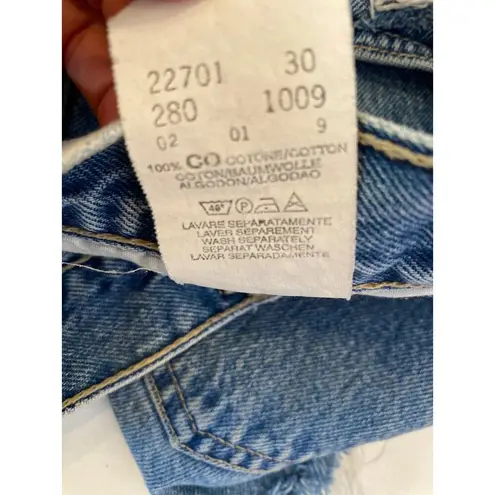 22701 30
280 1009
02 01 9
100% CO COTONE/COTTON
COTON/BAUMWOLLE
ALGODON/ALGODAO
40° P A
LAVARE SEPARATAMENTE
LAVER SEPAREMENT
WASH SEPARATELY
SEPARAT WASCHEN
LAVAR SEPARADAMENTE